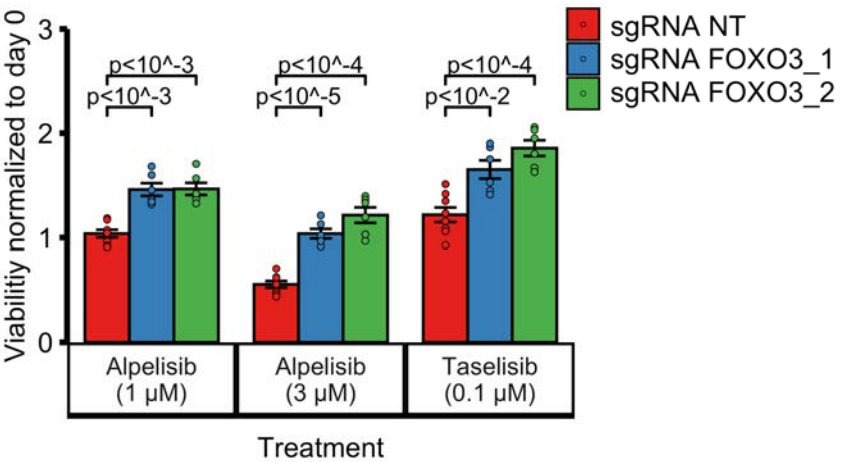 Viabilitiy normalized to day 0
3
2
1
0
p<10^-3
p<10^-3
p<10^-4
p<10^-5
p<10^-4
p<10^-2
sgRNA NT
sgRNA FOXO3_1
sgRNA FOXO3_2
Alpelisib
(1 µM)
Alpelisib
(3 µM)
Taselisib
(0.1 µM)
Treatment